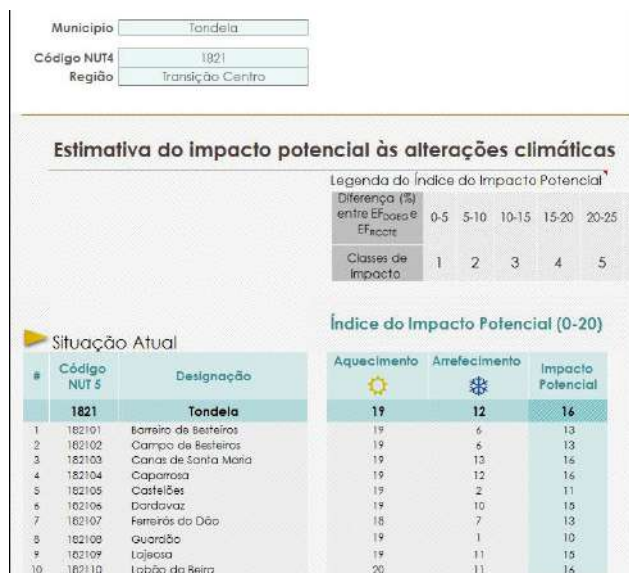 Município Tondela
Código NUT4 1821
Região Transição Centro
Estimativa do impacto potencial às alterações climáticas
Legenda do Índice do Impacto Potencial
Diferença (%) entre EF_DGEG e EF_RCCTE 0-5 5-10 10-15 15-20 20-25
Classes de impacto 1 2 3 4 5
Situação Atual
Índice do Impacto Potencial (0-20)
# Código NUT 5 Designação Aquecimento Arrefecimento Impacto Potencial
1821 Tondela 19 12 16
1 182101 Barreiro de Besteiros 19 6 13
2 182102 Campo de Besteiros 19 6 13
3 182103 Canas de Santa Maria 19 13 16
4 182104 Caparrosa 19 12 16
5 182105 Castelões 19 2 11
6 182106 Dardavaz 19 10 15
7 182107 Ferreirós do Dão 18 7 13
8 182108 Guardão 19 1 10
9 182109 Lajeosa 19 11 15
10 182110 Lobão da Beira 20 11 16